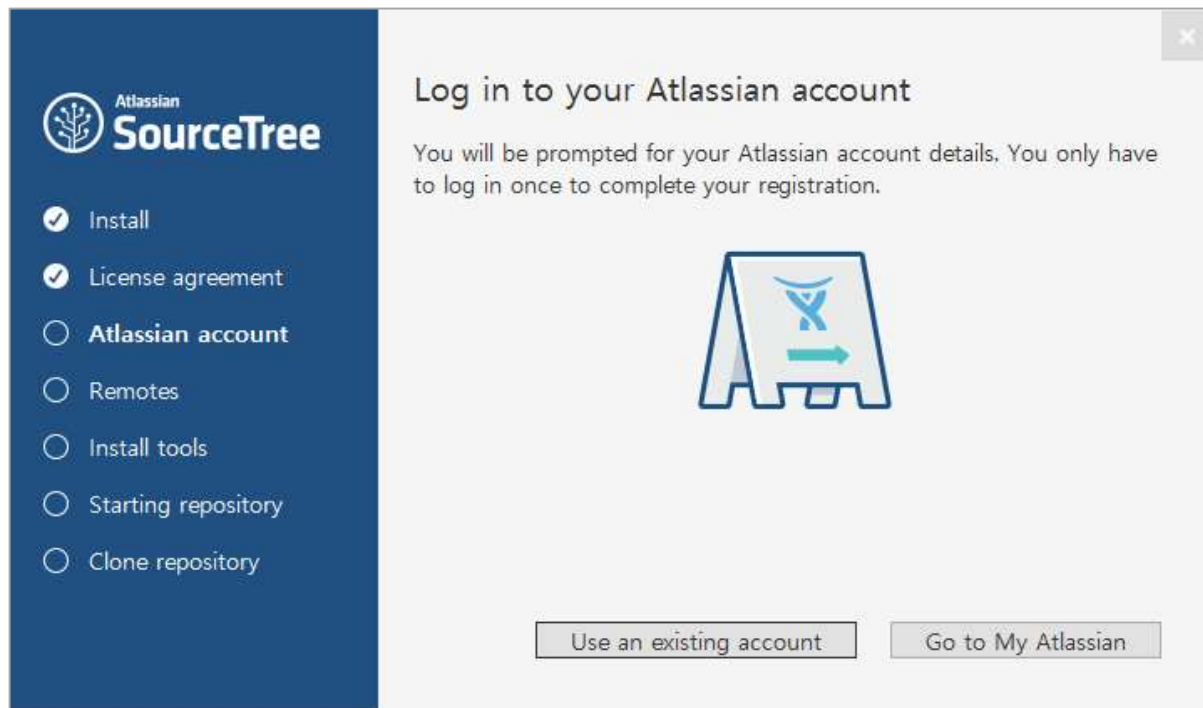 Atlassian
SourceTree
Install
License agreement
Atlassian account
Remotes
Install tools
Starting repository
Clone repository
Log in to your Atlassian account
You will be prompted for your Atlassian account details. You only have
to log in once to complete your registration.
Use an existing account
Go to My Atlassian